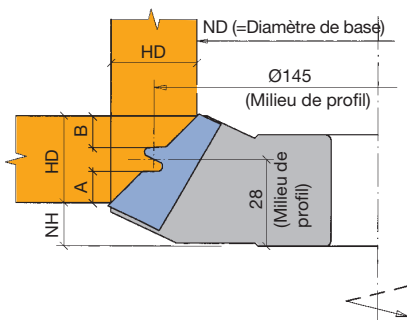 ND (=Diamètre de base)
HD
Ø145
(Milieu de profil)
B
HD
A
NH
28
(Milieu de
profil)